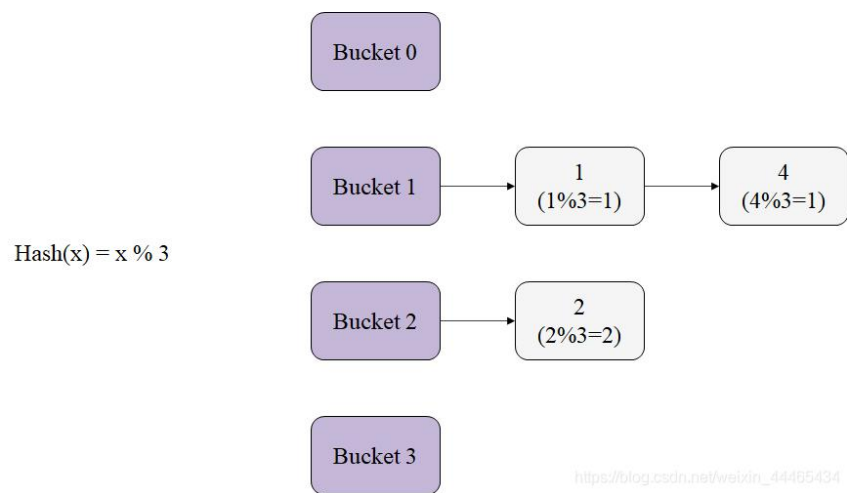 Bucket 0
Bucket 1
1
(1%3=1)
4
(4%3=1)
Hash(x) = x % 3
Bucket 2
2
(2%3=2)
Bucket 3
https://blog.csdn.net/weixin_44465434